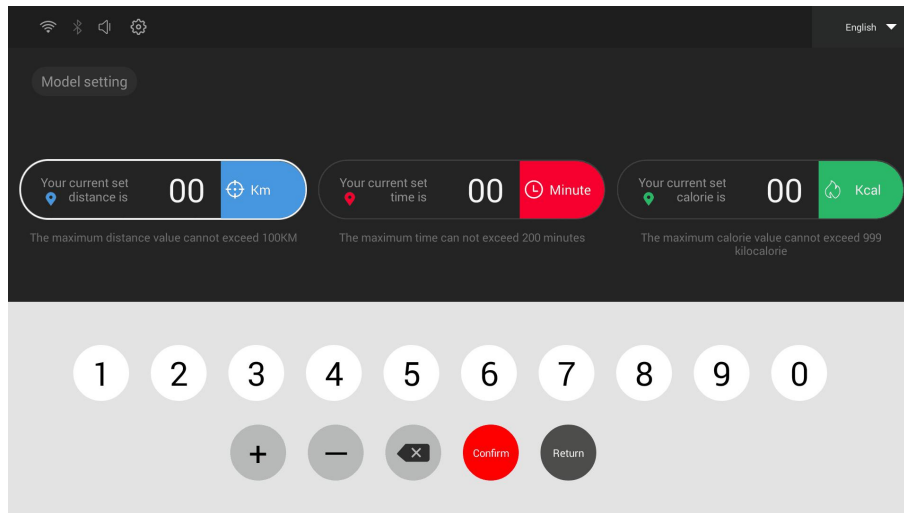 English
Model setting
Your current set
distance is
00
Km
Your current set
time is
00
Minute
Your current set
calorie is
00
Kcal
The maximum distance value cannot exceed 100KM
The maximum time can not exceed 200 minutes
The maximum calorie value cannot exceed 999
kilocalorie
1 2 3 4 5 6 7 8 9 0
+ − Confirm Return